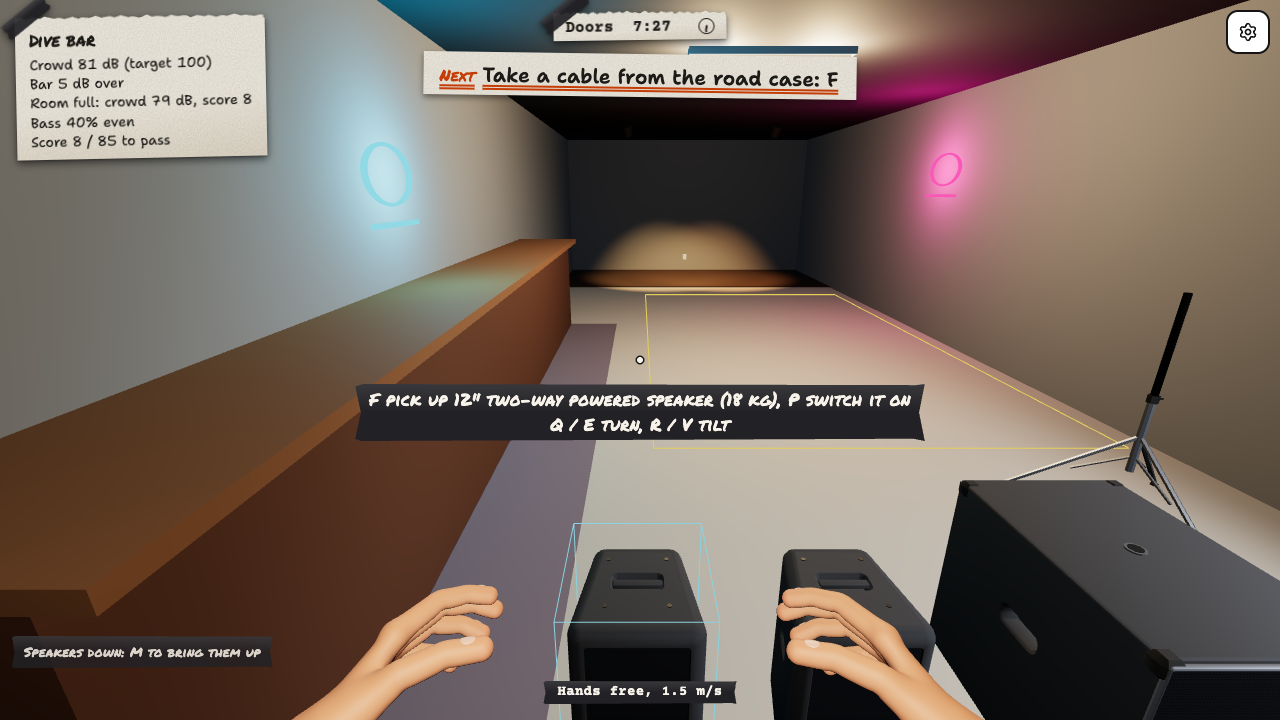 Dive Bar
Crowd 81 dB (target 100)
Bar 5 dB over
Room full: crowd 79 dB, score 8
Bass 40% even
Score 8 / 85 to pass
Doors 7:27
Next Take a cable from the road case: F
F pick up 12" two-way powered speaker (18 kg), P switch it on
Q / E turn, R / V tilt
Speakers down: M to bring them up
Hands free, 1.5 m/s